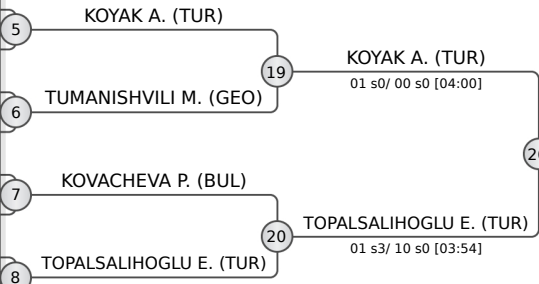 KOYAK A. (TUR)
5
19
KOYAK A. (TUR)
01 s0/ 00 s0 [04:00]
TUMANISHVILI M. (GEO)
6
KOVACHEVA P. (BUL)
7
20
TOPALSALIHOGLU E. (TUR)
01 s3/ 10 s0 [03:54]
TOPALSALIHOGLU E. (TUR)
8